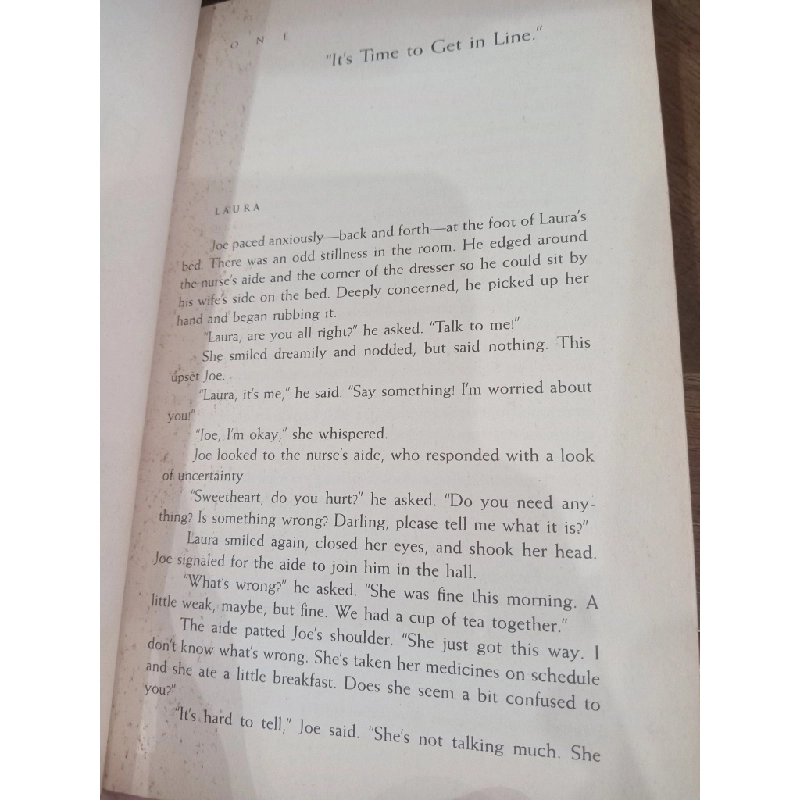 ONE
"It's Time to Get in Line."
LAURA
Joe paced anxiously—back and forth—at the foot of Laura's
bed. There was an odd stillness in the room. He edged around
the nurse's aide and the corner of the dresser so he could sit by
his wife's side on the bed. Deeply concerned, he picked up her
hand and began rubbing it.
"Laura, are you all right?" he asked. "Talk to me!"
She smiled dreamily and nodded, but said nothing. This
upset Joe.
"Laura, it's me," he said. "Say something! I'm worried about
you!"
"Joe, I'm okay," she whispered.
Joe looked to the nurse's aide, who responded with a look
of uncertainty
"Sweetheart, do you hurt?" he asked. "Do you need any-
thing? Is something wrong? Darling, please tell me what it is?"
Laura smiled again, closed her eyes, and shook her head.
Joe signaled for the aide to join him in the hall.
"What's wrong?" he asked. "She was fine this morning. A
little weak, maybe, but fine. We had a cup of tea together."
The aide patted Joe's shoulder. "She just got this way. I
don't know what's wrong. She's taken her medicines on schedule
and she ate a little breakfast. Does she seem a bit confused to
you?"
"It's hard to tell," Joe said. "She's not talking much. She